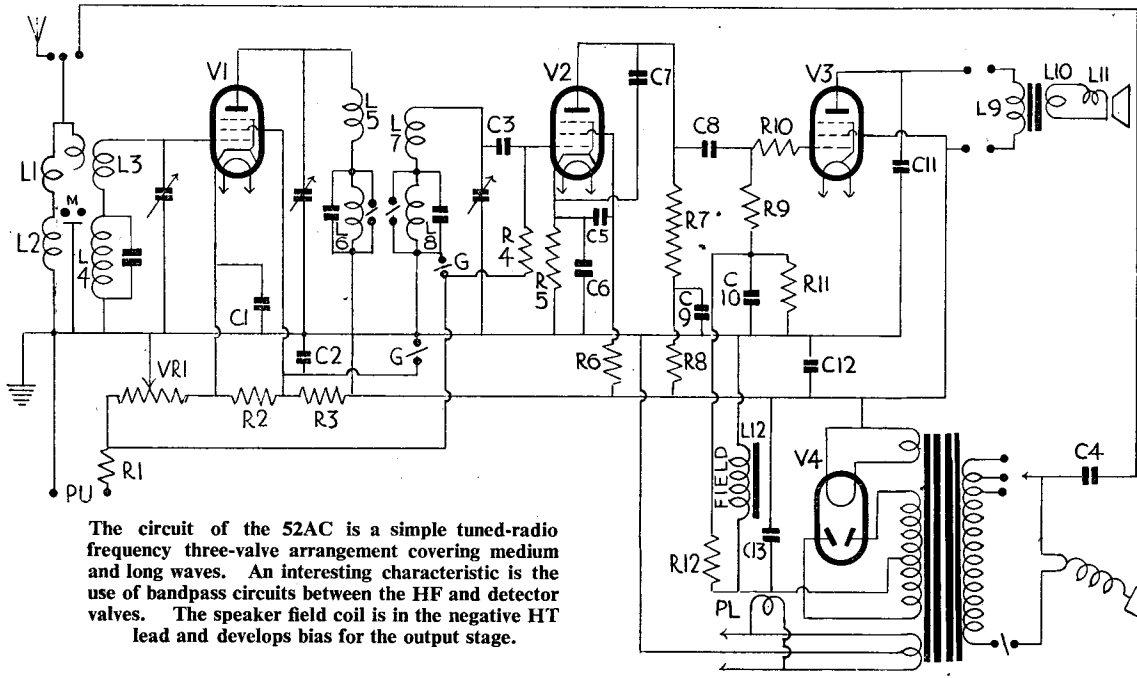 V1
V2
C7
V3
L10
L11
L9
L5
L7
C3
C8
R10
L1
L3
M
C11
L2
L4
L6
L8
G
R4
R5
C5
C6
R7
R9
C9
C10
R11
C1
C2
G
R6
R8
C12
VR1
R2
R3
R1
PU
L12
FIELD
V4
C4
C13
R12
PL
The circuit of the 52AC is a simple tuned-radio
frequency three-valve arrangement covering medium
and long waves. An interesting characteristic is the
use of bandpass circuits between the HF and detector
valves. The speaker field coil is in the negative HT
lead and develops bias for the output stage.